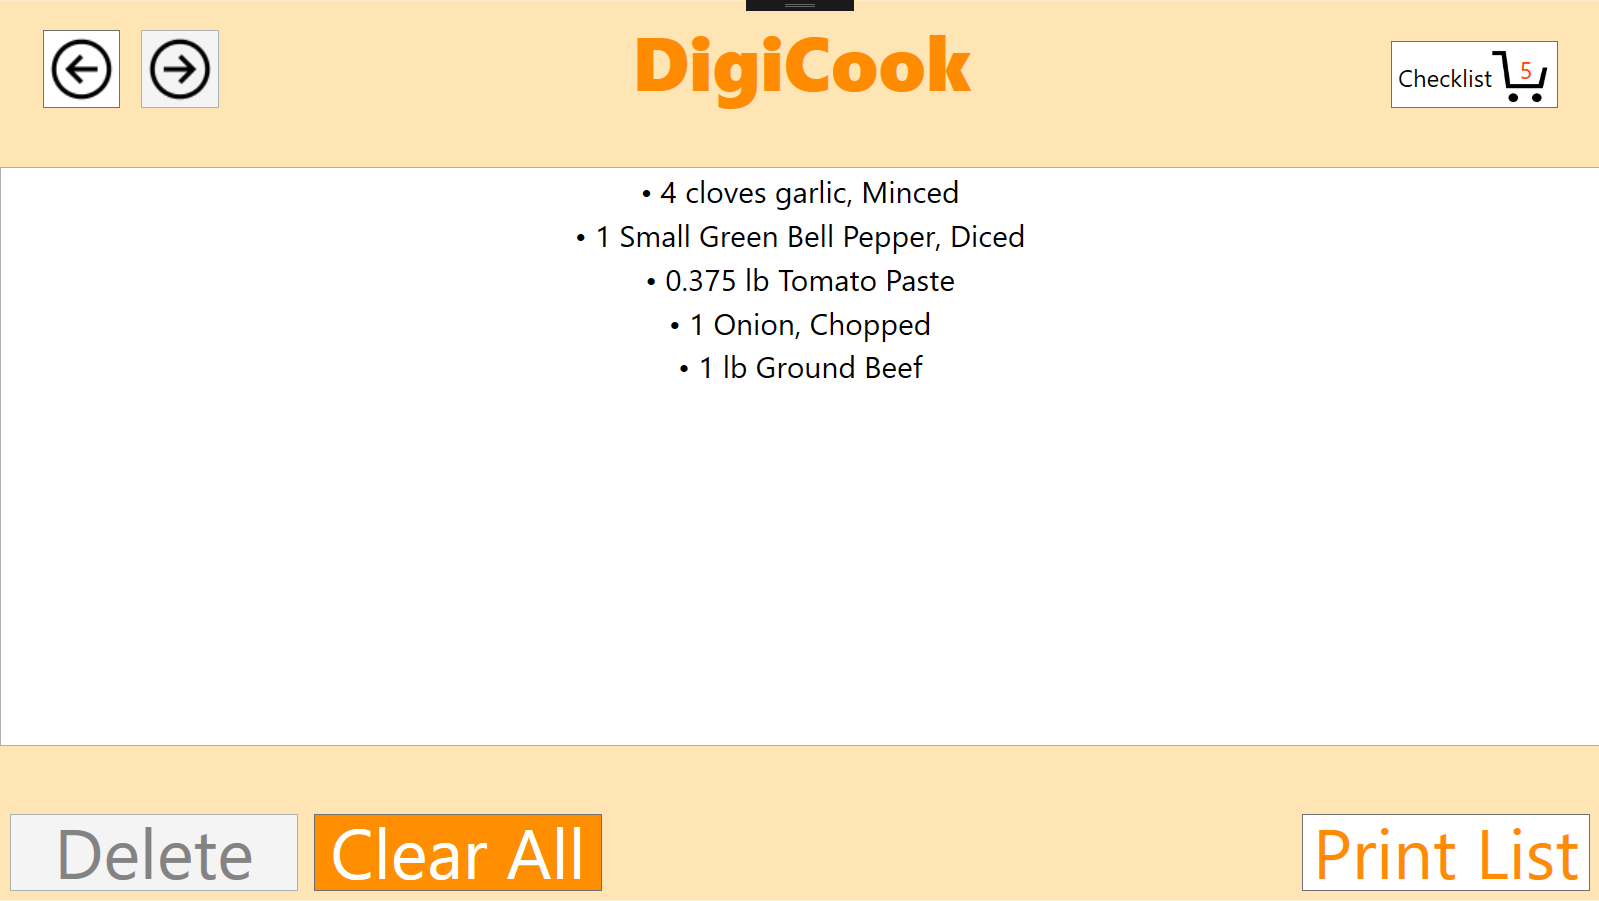 DigiCook
Checklist 5
• 4 cloves garlic, Minced
• 1 Small Green Bell Pepper, Diced
• 0.375 lb Tomato Paste
• 1 Onion, Chopped
• 1 lb Ground Beef
Delete
Clear All
Print List